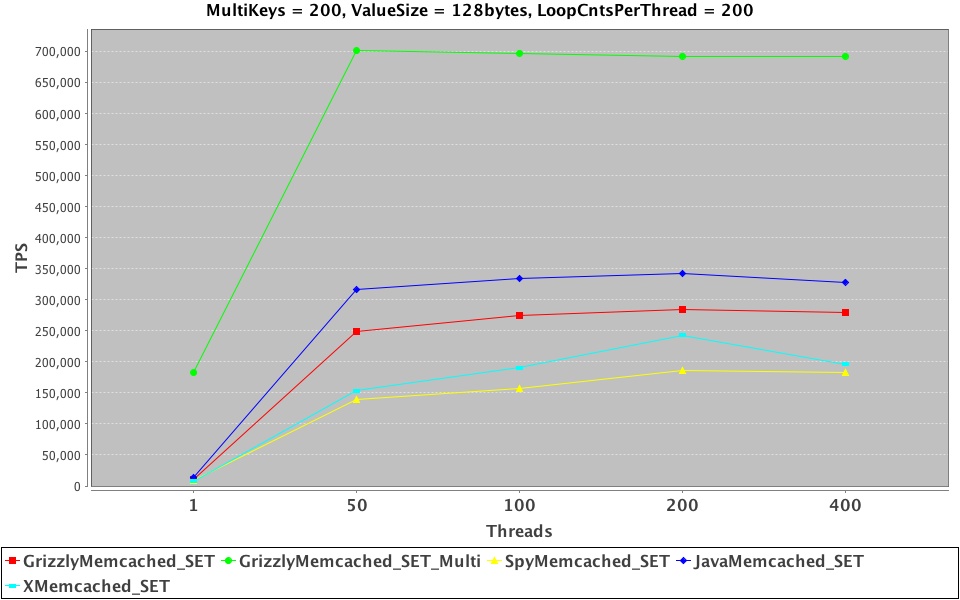 MultiKeys = 200, ValueSize = 128bytes, LoopCntsPerThread = 200
700,000
650,000
600,000
550,000
500,000
450,000
400,000
350,000
300,000
250,000
200,000
150,000
100,000
50,000
0
TPS
1 50 100 200 400
Threads
GrizzlyMemcached_SET GrizzlyMemcached_SET_Multi SpyMemcached_SET JavaMemcached_SET
XMemcached_SET